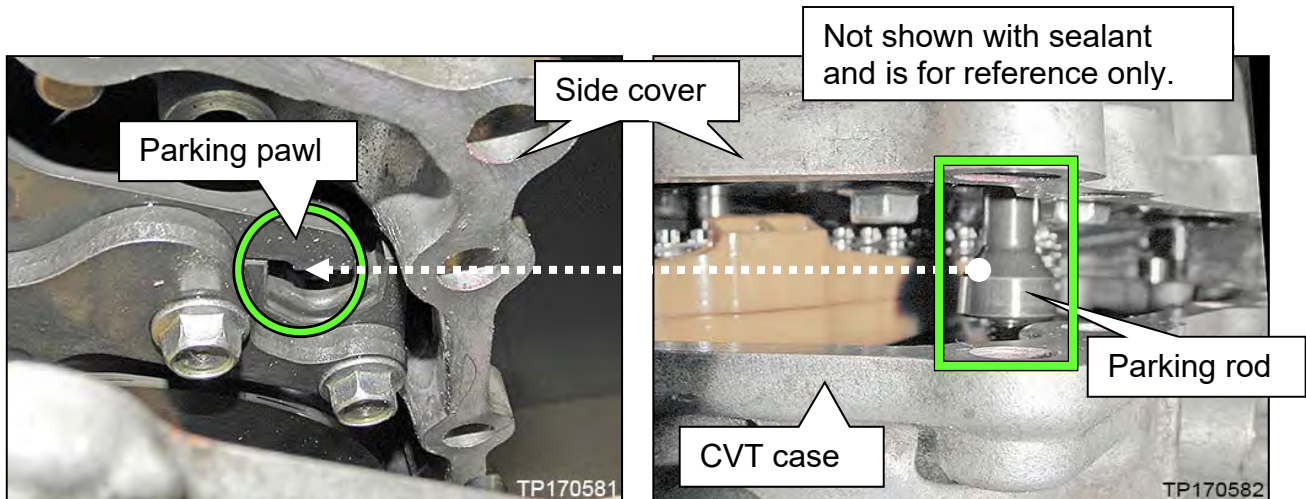 Not shown with sealant
and is for reference only.
Side cover
Parking pawl
Parking rod
CVT case
TP170581
TP170582